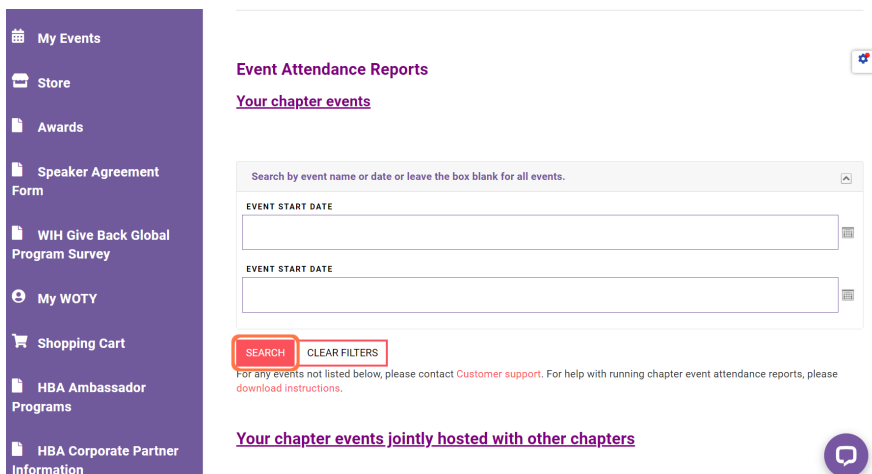 My Events
Store
Awards
Speaker Agreement
Form
WIH Give Back Global
Program Survey
My WOTY
Shopping Cart
HBA Ambassador
Programs
HBA Corporate Partner
Information
Event Attendance Reports
Your chapter events
Search by event name or date or leave the box blank for all events.
EVENT START DATE
EVENT START DATE
SEARCH CLEAR FILTERS
For any events not listed below, please contact Customer support. For help with running chapter event attendance reports, please
download instructions.
Your chapter events jointly hosted with other chapters